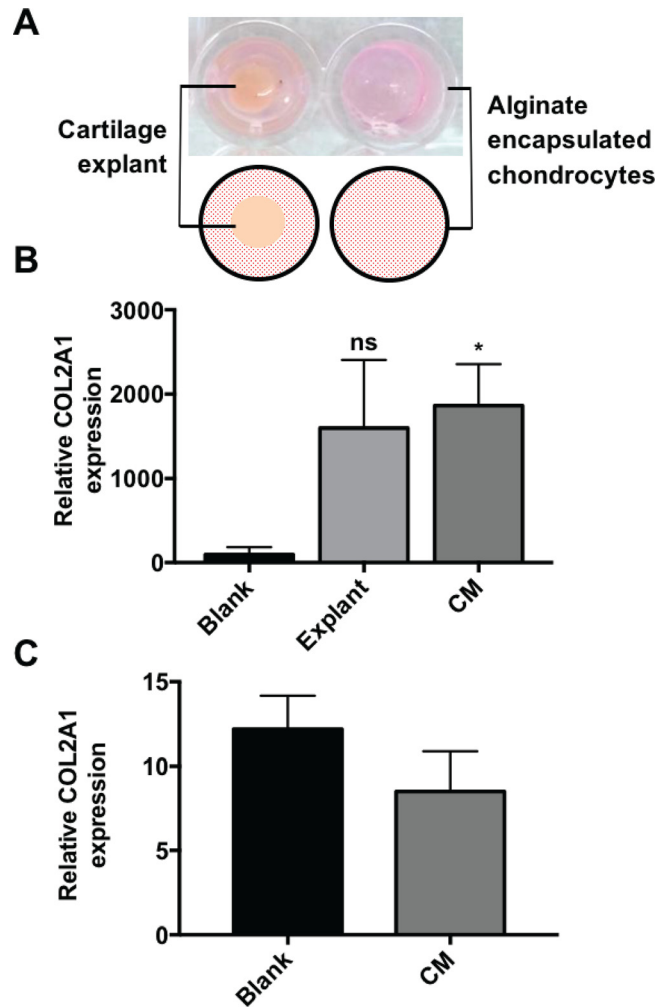 A
Cartilage
explant
Alginate
encapsulated
chondrocytes
B
Relative COL2A1
expression
3000
2000
1000
0
ns
*
Blank
Explant
CM
C
Relative COL2A1
expression
15
10
5
0
Blank
CM